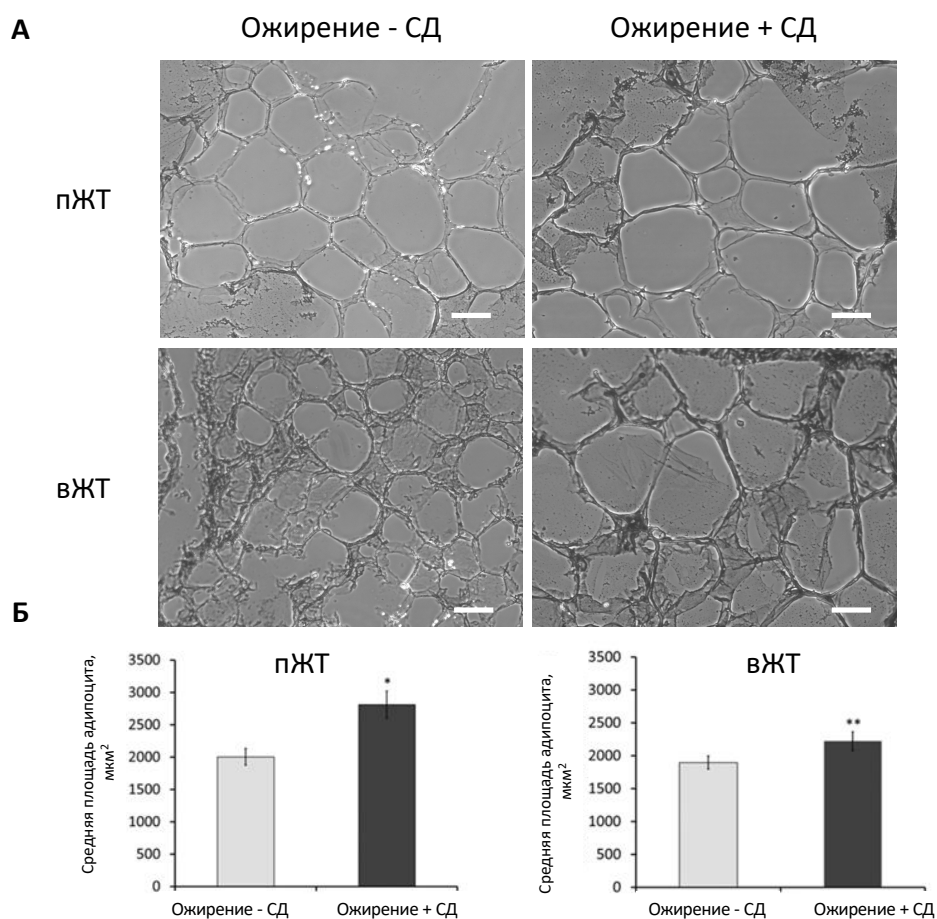 А
Ожирение - СД
Ожирение + СД
пЖТ
вЖТ
Б
пЖТ
Средняя площадь адипоцита,
мкм²
3500
3000
2500
2000
1500
1000
500
0
*
Ожирение - СД
Ожирение + СД
вЖТ
Средняя площадь адипоцита,
мкм²
3500
3000
2500
2000
1500
1000
500
0
**
Ожирение - СД
Ожирение + СД